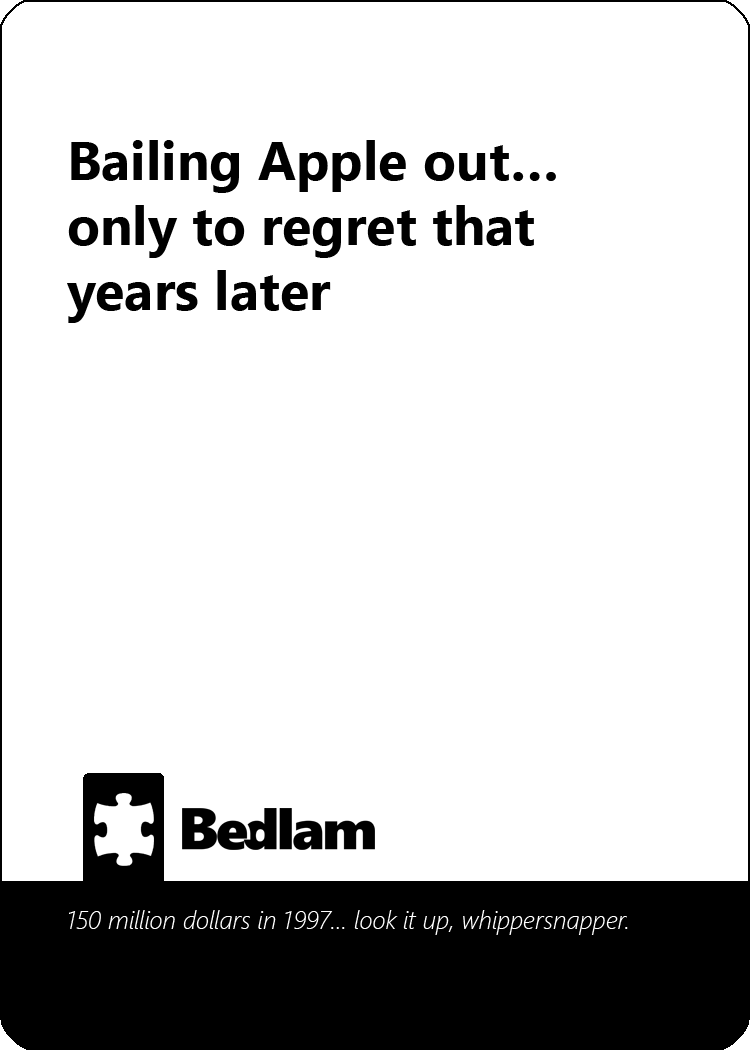 Bailing Apple out...
only to regret that
years later
Bedlam
150 million dollars in 1997... look it up, whippersnapper.